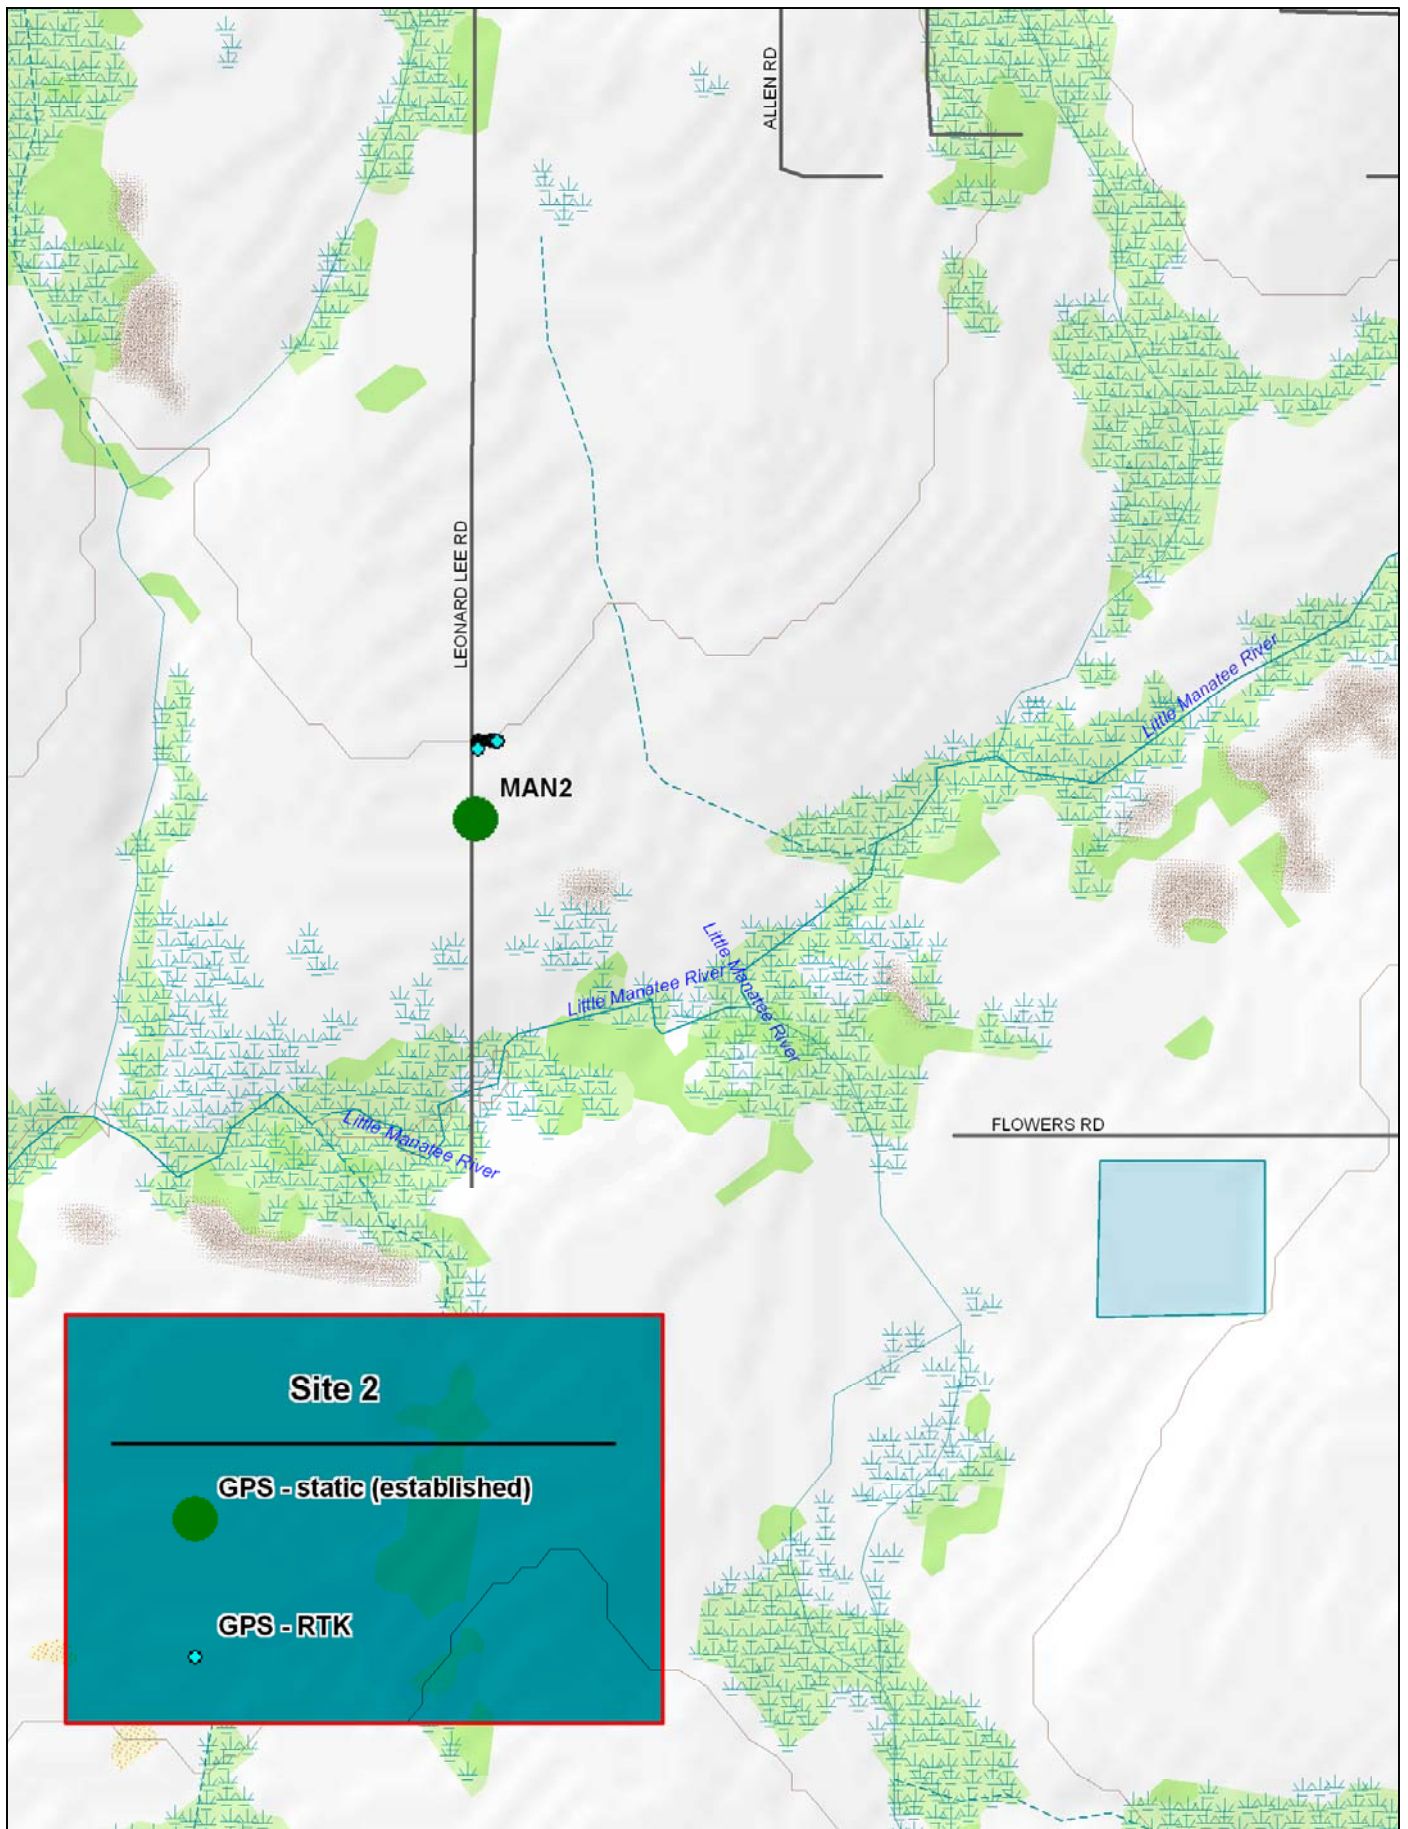 ALLEN RD
LEONARD LEE RD
Little Manatee River
MAN2
Little Manatee River
Little Manatee River
Little Manatee River
FLOWERS RD
Site 2
GPS - static (established)
GPS - RTK